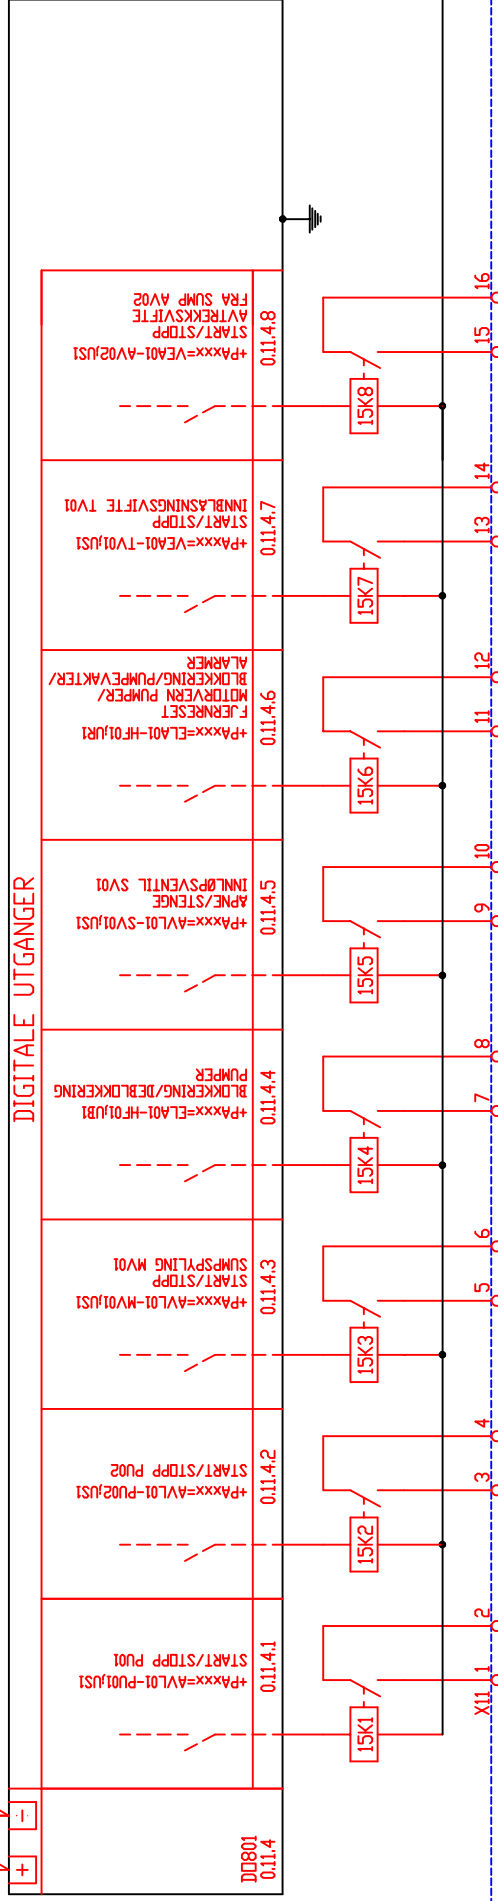 DIGITALE UTGANGER
+
-
DO801
0.11.4
+PAxxx=AVL01-PU01;US1
START/STOPP PU01
0.11.4.1
15K1
X11 1
2
+PAxxx=AVL01-PU02;US1
START/STOPP PU02
0.11.4.2
15K2
3
4
+PAxxx=AVL01-MV01;US1
START/STOPP
SUMPSPYLING MV01
0.11.4.3
15K3
5
6
+PAxxx=ELA01-HF01;UB1
BLOKKERING/DEBLOKKERING
PUMPER
0.11.4.4
15K4
7
8
+PAxxx=AVL01-SV01;US1
APNE/STENGE
INNLØPSVENTIL SV01
0.11.4.5
15K5
9
10
+PAxxx=ELA01-HF01;UR1
FJERNRESET
MOTORVERN PUMPER/
BLOKKERING/PUMPEVAKTER/
ALARMER
0.11.4.6
15K6
11
12
+PAxxx=VEA01-TV01;US1
START/STOPP
INNBLASNINGSVIFTE TV01
0.11.4.7
15K7
13
14
+PAxxx=VEA01-AV02;US1
START/STOPP
AVTREKKSVIFTE
FRA SUMP AV02
0.11.4.8
15K8
15
16